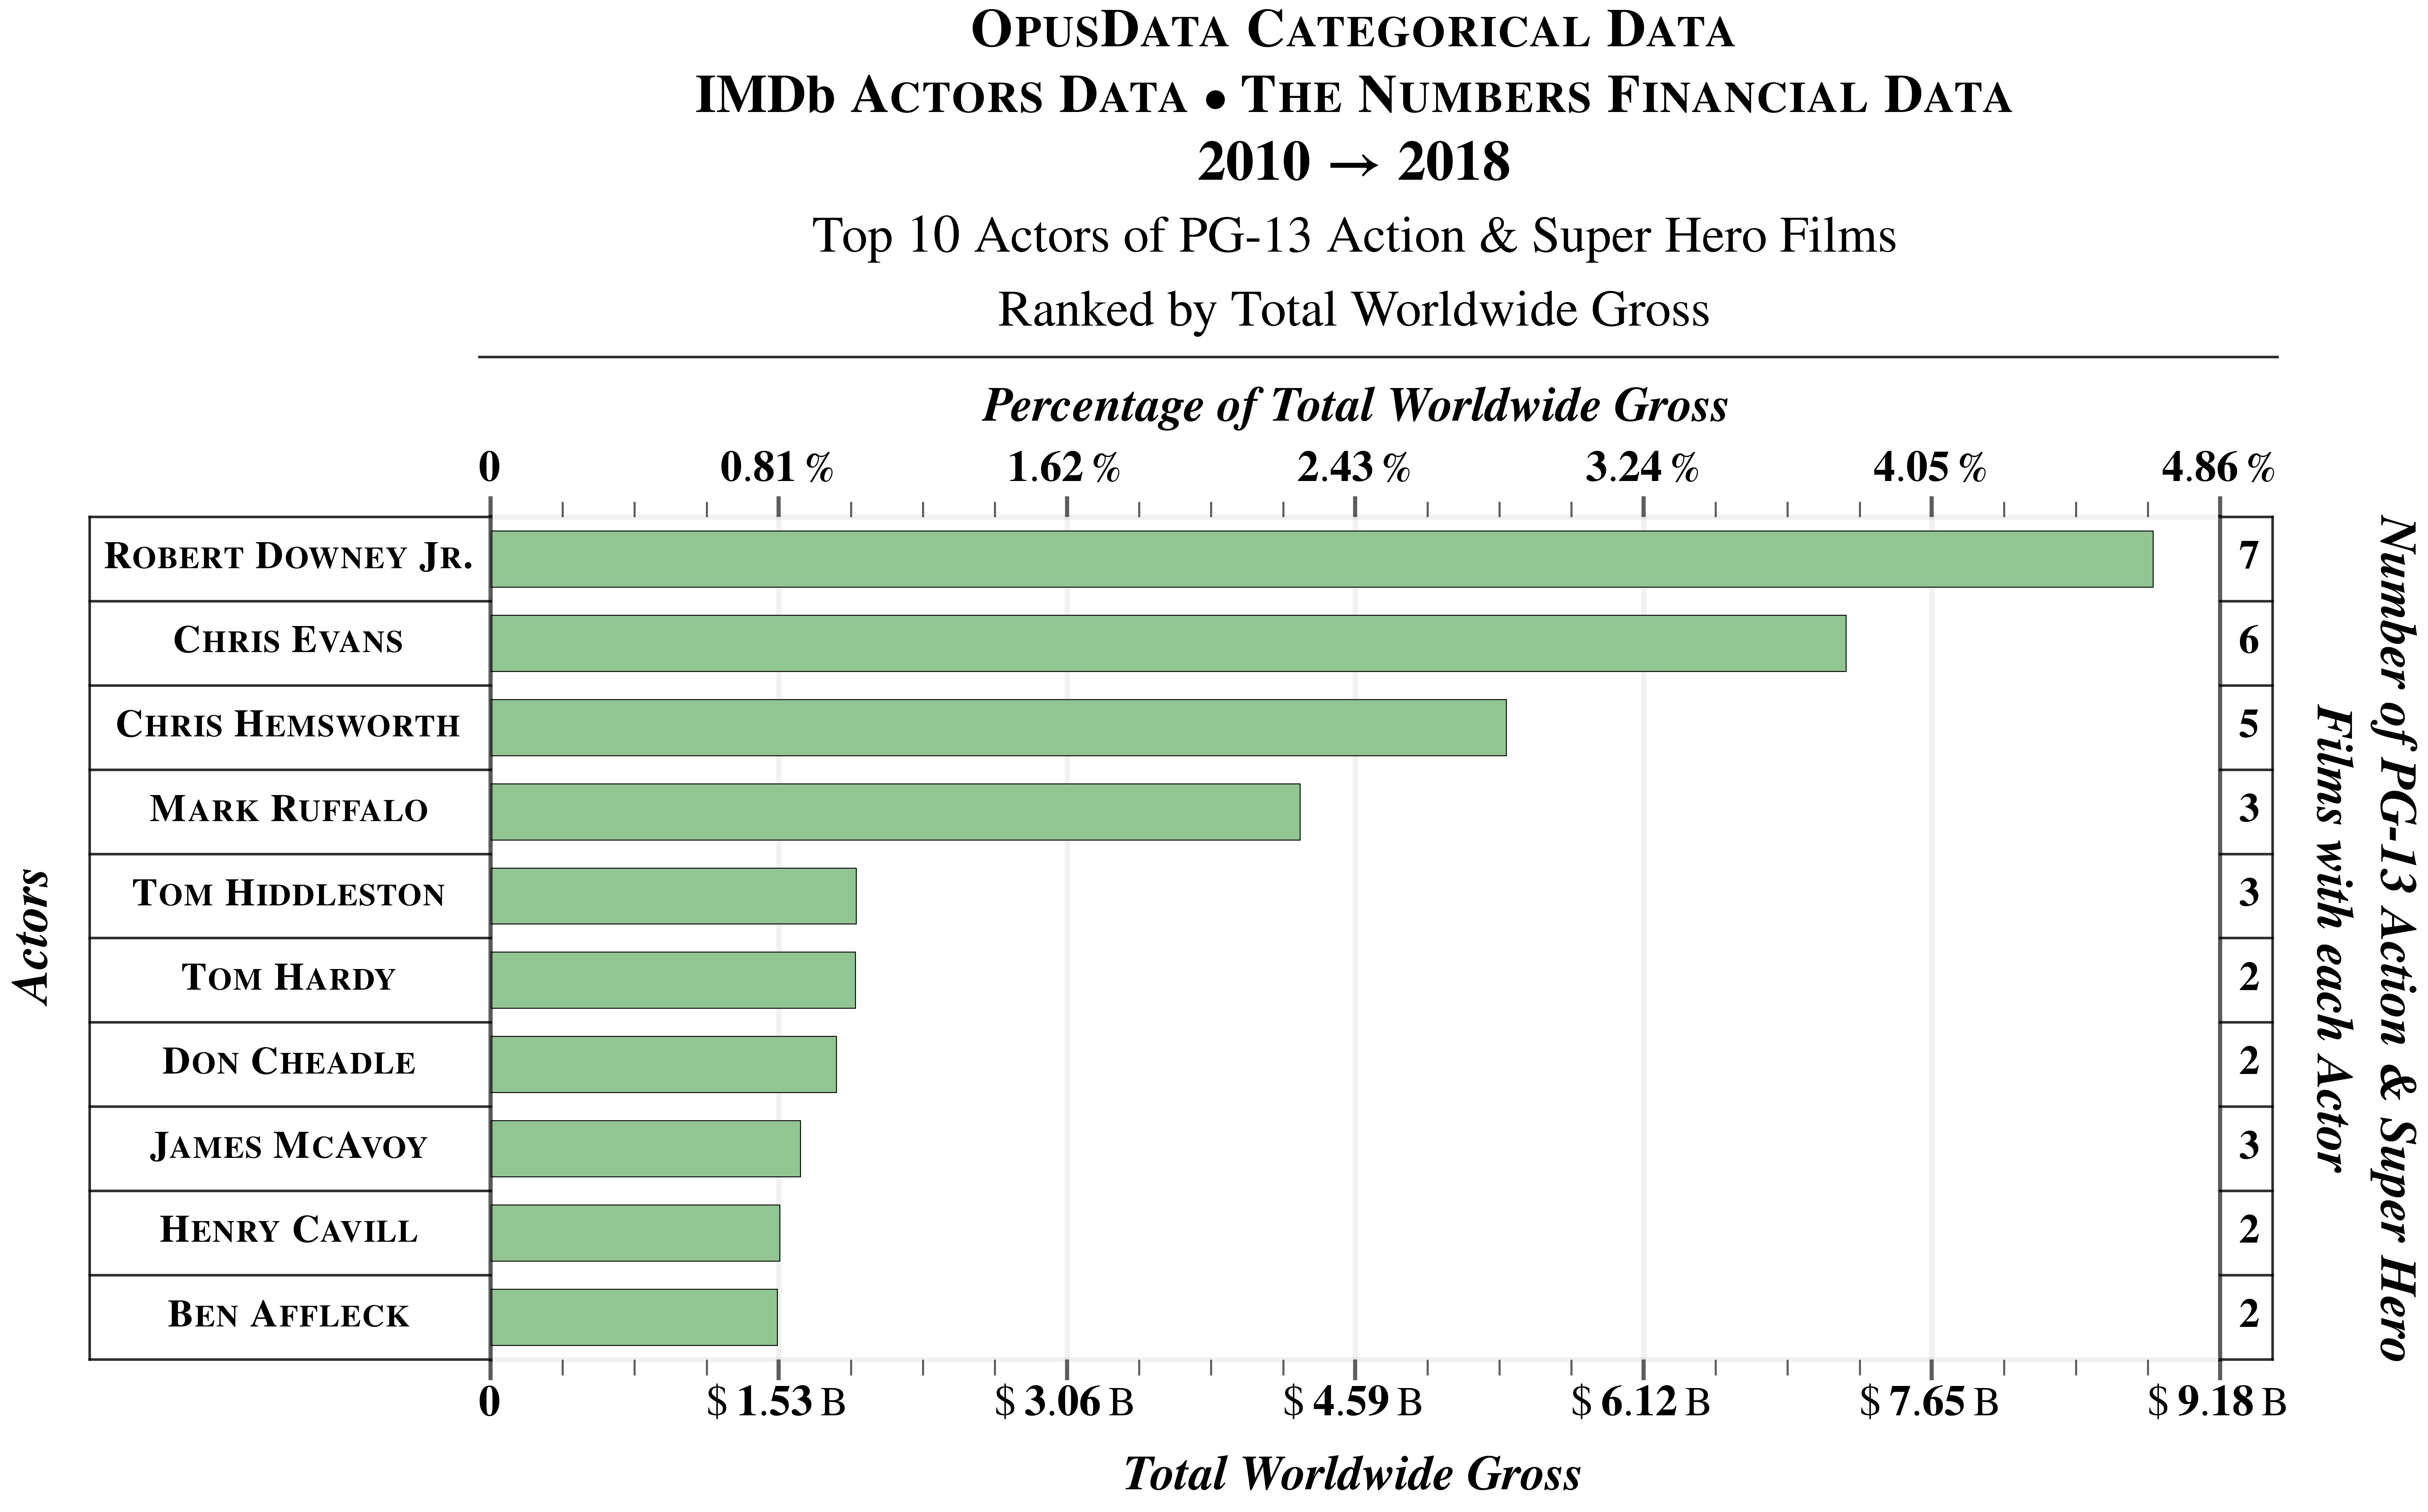 OpusData Categorical Data
IMDb Actors Data • The Numbers Financial Data
2010 → 2018
Top 10 Actors of PG-13 Action & Super Hero Films
Ranked by Total Worldwide Gross
Percentage of Total Worldwide Gross
0 0.81 % 1.62 % 2.43 % 3.24 % 4.05 % 4.86 %
Robert Downey Jr. 7
Chris Evans 6
Chris Hemsworth 5
Mark Ruffalo 3
Tom Hiddleston 3
Tom Hardy 2
Don Cheadle 2
James McAvoy 3
Henry Cavill 2
Ben Affleck 2
0 $ 1.53 B $ 3.06 B $ 4.59 B $ 6.12 B $ 7.65 B $ 9.18 B
Total Worldwide Gross
Actors
Number of PG-13 Action & Super Hero
Films with each Actor